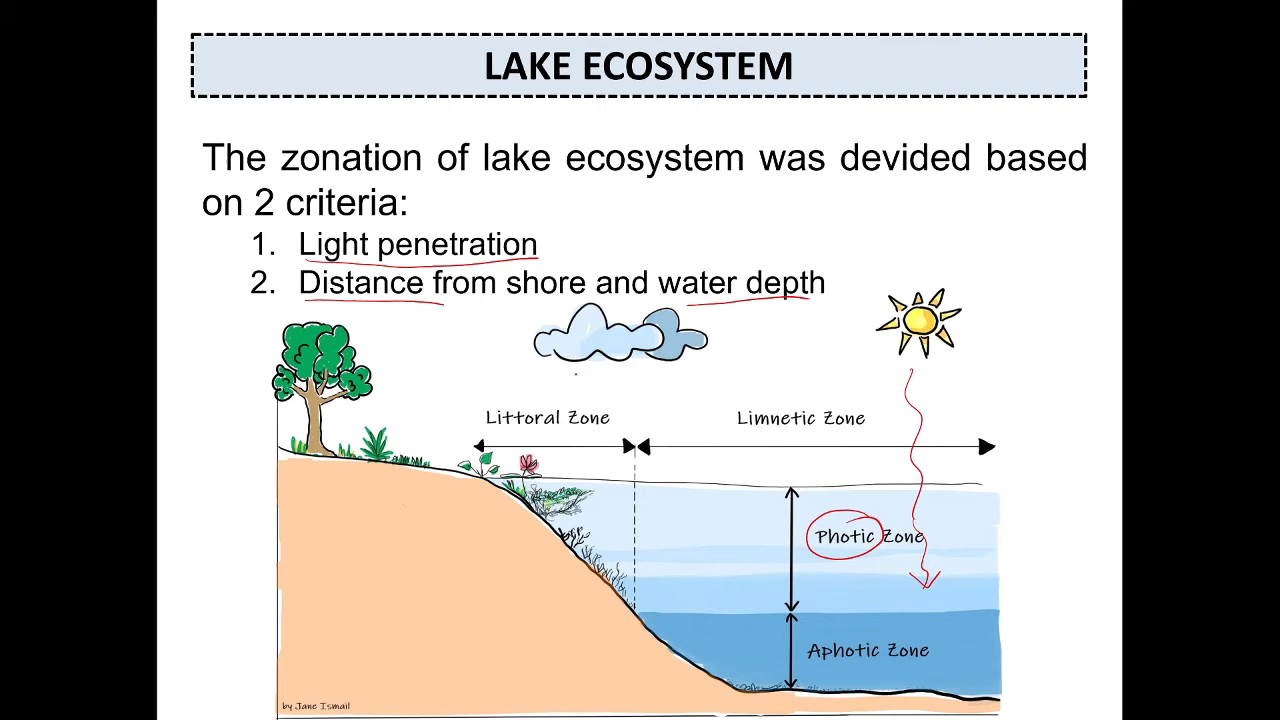 LAKE ECOSYSTEM
The zonation of lake ecosystem was devided based
on 2 criteria:
1. Light penetration
2. Distance from shore and water depth
Littoral Zone
Limnetic Zone
Photic Zone
Aphotic Zone
by Jane Ismail